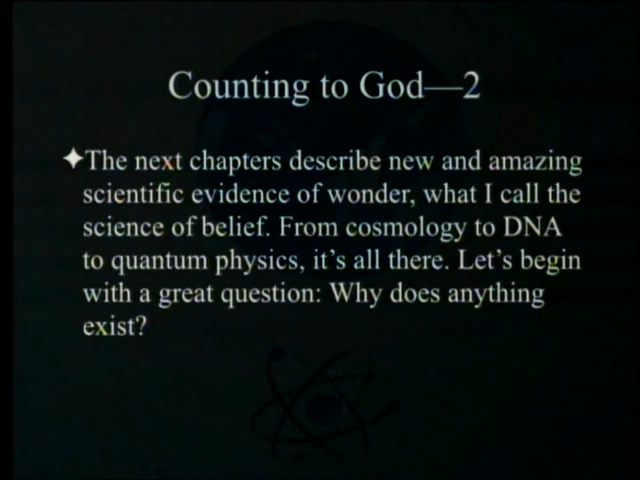 Counting to God—2
✦The next chapters describe new and amazing
scientific evidence of wonder, what I call the
science of belief. From cosmology to DNA
to quantum physics, it's all there. Let's begin
with a great question: Why does anything
exist?